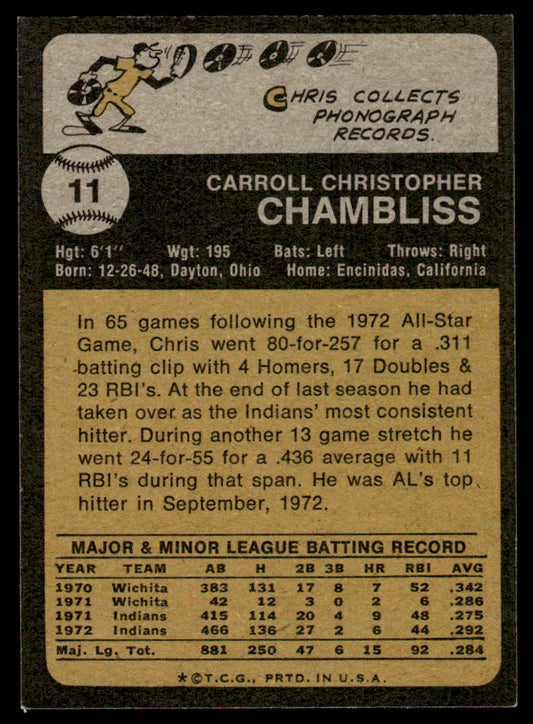 CHRIS COLLECTS
PHONOGRAPH
RECORDS.
11
CARROLL CHRISTOPHER
CHAMBLISS
Hgt: 6'1'' Wgt: 195 Bats: Left Throws: Right
Born: 12-26-48, Dayton, Ohio Home: Encinidas, California
In 65 games following the 1972 All-Star
Game, Chris went 80-for-257 for a .311
batting clip with 4 Homers, 17 Doubles &
23 RBI's. At the end of last season he had
taken over as the Indians' most consistent
hitter. During another 13 game stretch he
went 24-for-55 for a .436 average with 11
RBI's during that span. He was AL's top
hitter in September, 1972.
MAJOR & MINOR LEAGUE BATTING RECORD
YEAR TEAM AB H 2B 3B HR RBI AVG
1970 Wichita 383 131 17 8 7 52 .342
1971 Wichita 42 12 3 0 2 6 .286
1971 Indians 415 114 20 4 9 48 .275
1972 Indians 466 136 27 2 6 44 .292
Maj. Lg. Tot. 881 250 47 6 15 92 .284
★©T.C.G., PRTD. IN U.S.A.